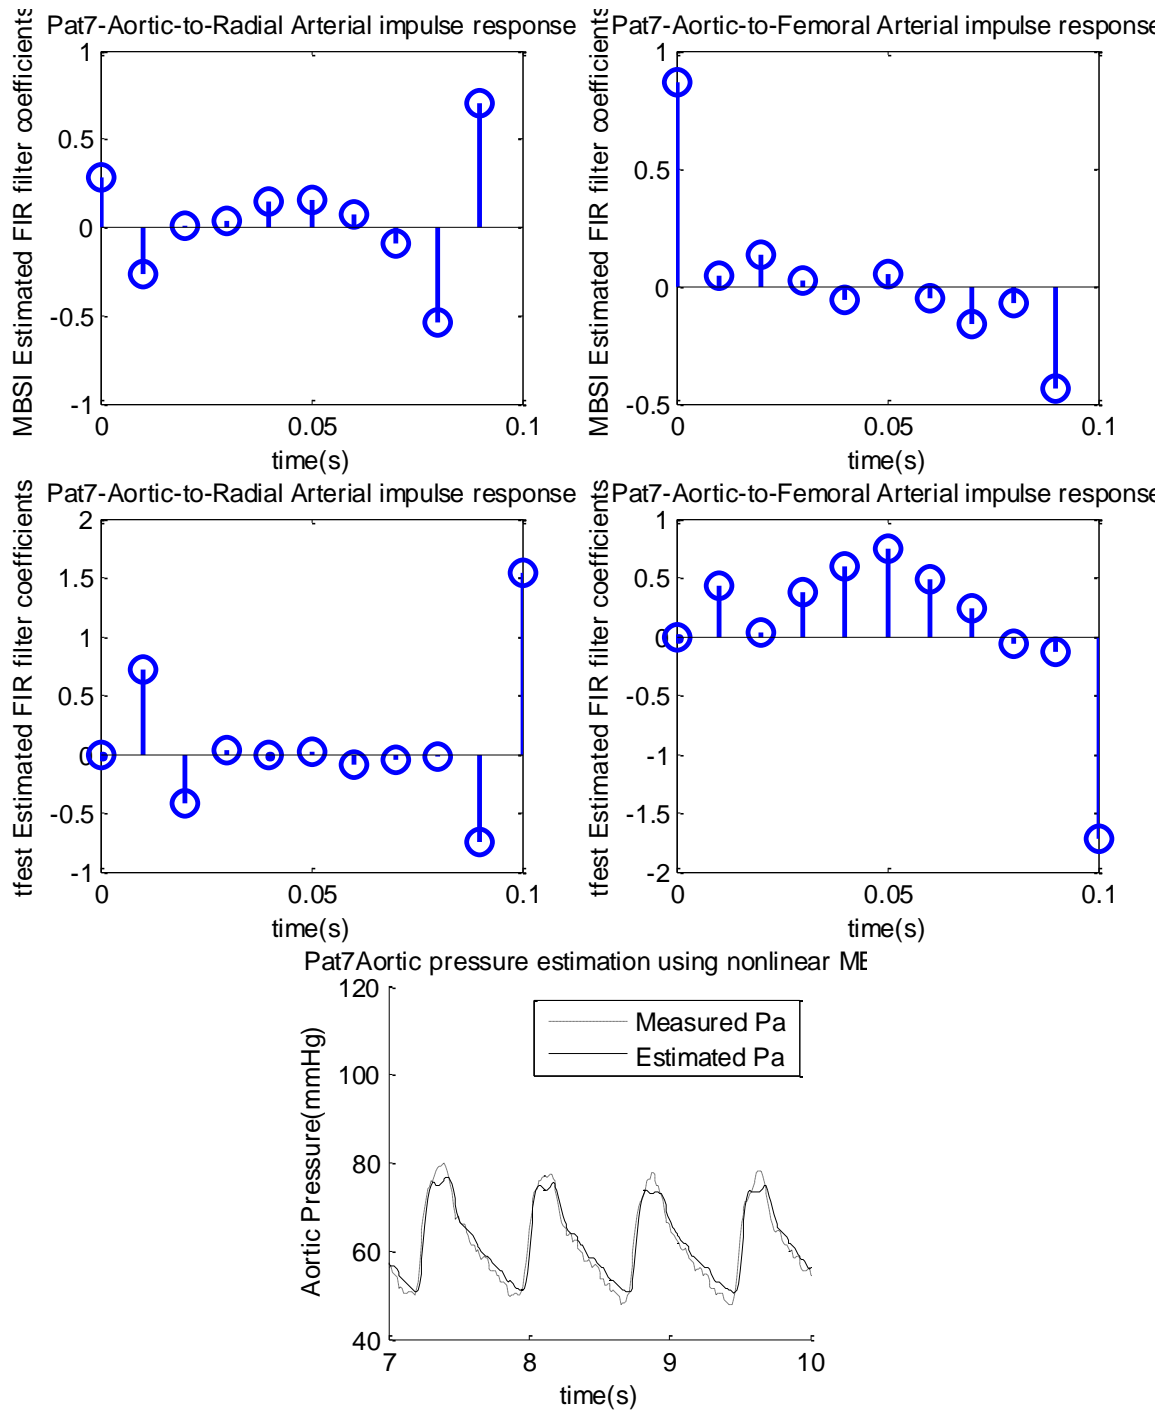 Pat7-Aortic-to-Radial Arterial impulse response
MBSI Estimated FIR filter coefficients
1
0.5
0
-0.5
-1
0
0.05
0.1
time(s)
Pat7-Aortic-to-Femoral Arterial impulse response
MBSI Estimated FIR filter coefficients
1
0.5
0
-0.5
0
0.05
0.1
time(s)
Pat7-Aortic-to-Radial Arterial impulse response
tfest Estimated FIR filter coefficients
2
1.5
1
0.5
0
-0.5
-1
0
0.05
0.1
time(s)
Pat7-Aortic-to-Femoral Arterial impulse response
tfest Estimated FIR filter coefficients
1
0.5
0
-0.5
-1
-1.5
-2
0
0.05
0.1
time(s)
Pat7Aortic pressure estimation using nonlinear ME
Aortic Pressure(mmHg)
120
100
80
60
40
Measured Pa
Estimated Pa
7
8
9
10
time(s)